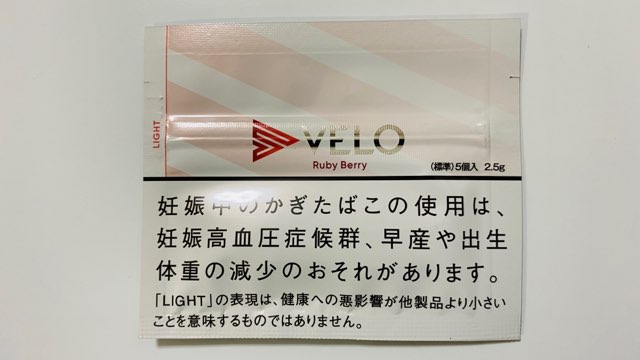 LIGHT
VELO
Ruby Berry
(標準)5個入 2.5g
妊娠中のかぎたばこの使用は、
妊娠高血圧症候群、早産や出生
体重の減少のおそれがあります。
「LIGHT」の表現は、健康への悪影響が他製品より小さい
ことを意味するものではありません。